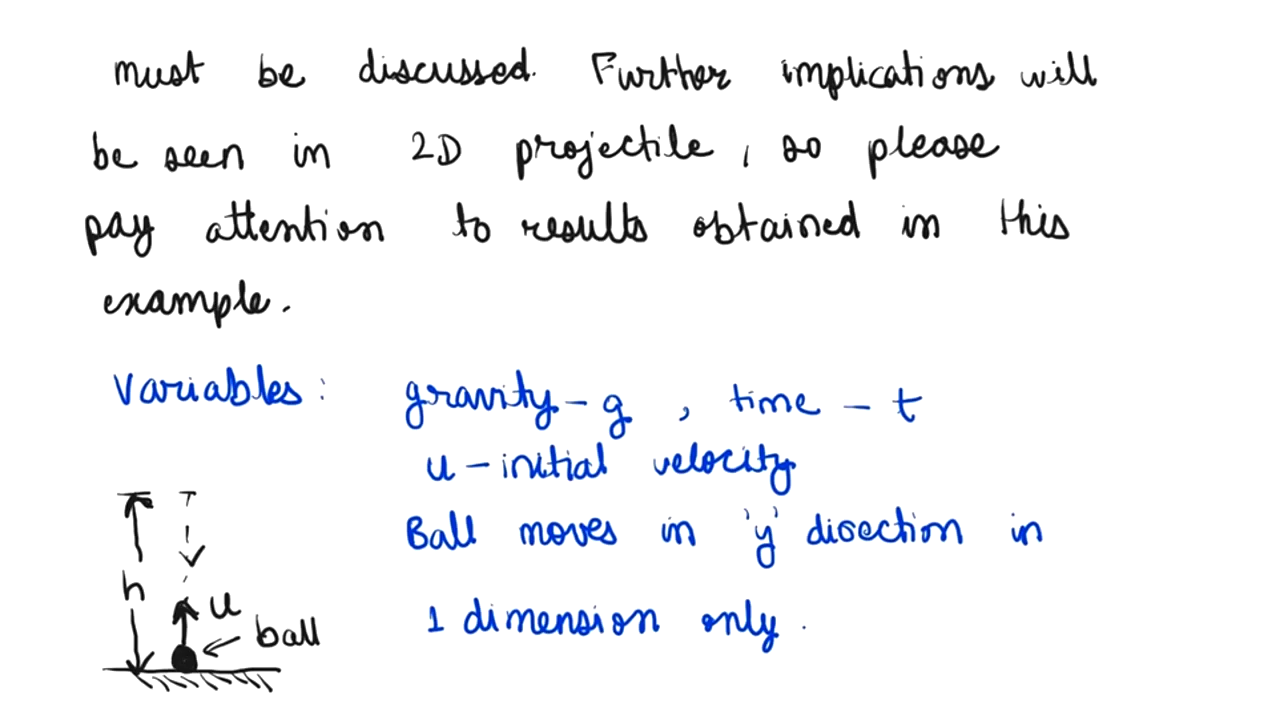 must be discussed. Further implications will
be seen in 2D projectile, so please
pay attention to results obtained in this
example.
Variables: gravity - g, time - t
u - initial velocity
Ball moves in 'y' direction in
1 dimension only.
h
u
ball